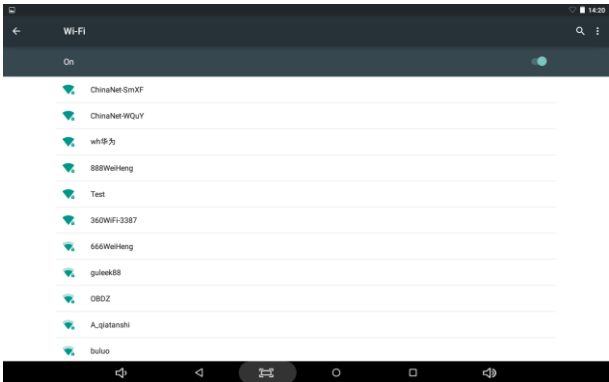 14:20
Wi-Fi
On
ChinaNet-SmXF
ChinaNet-WQuY
wh华为
888WeiHeng
Test
360WiFi-3387
666WeiHeng
guleek88
OBDZ
A_qiatanshi
buluo